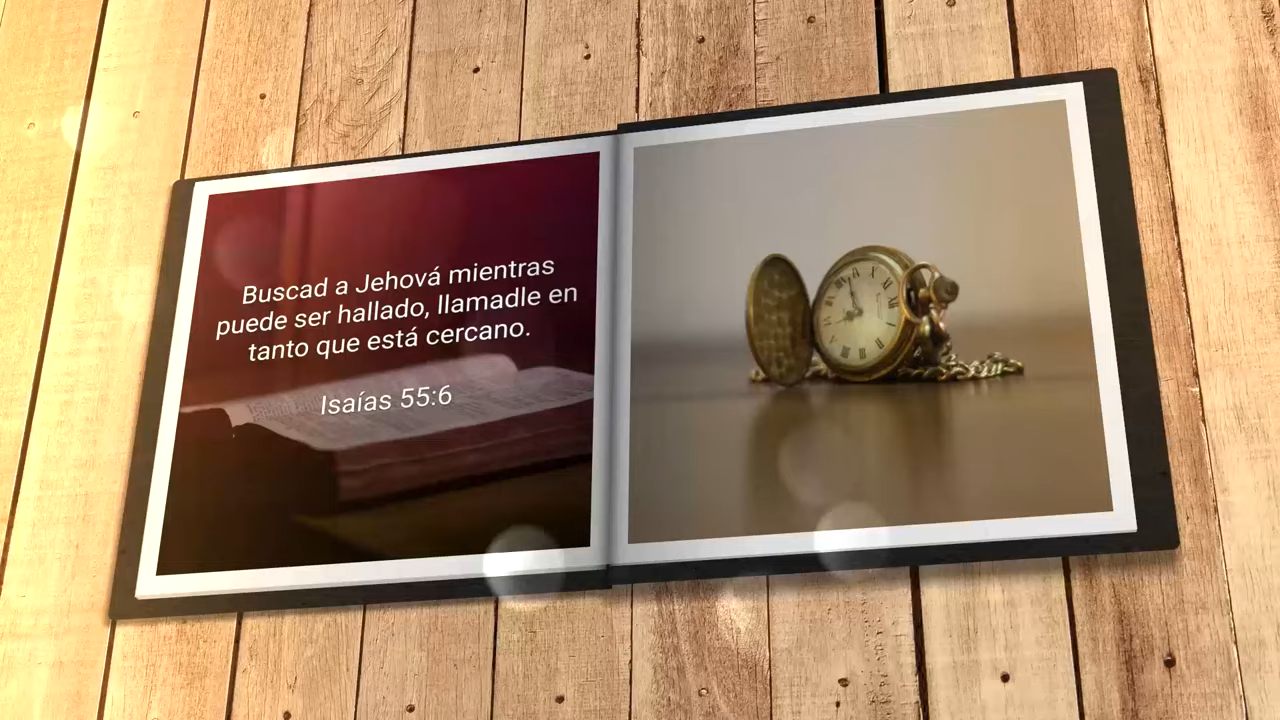 Buscad a Jehová mientras
puede ser hallado, llamadle en
tanto que está cercano.
Isaías 55:6